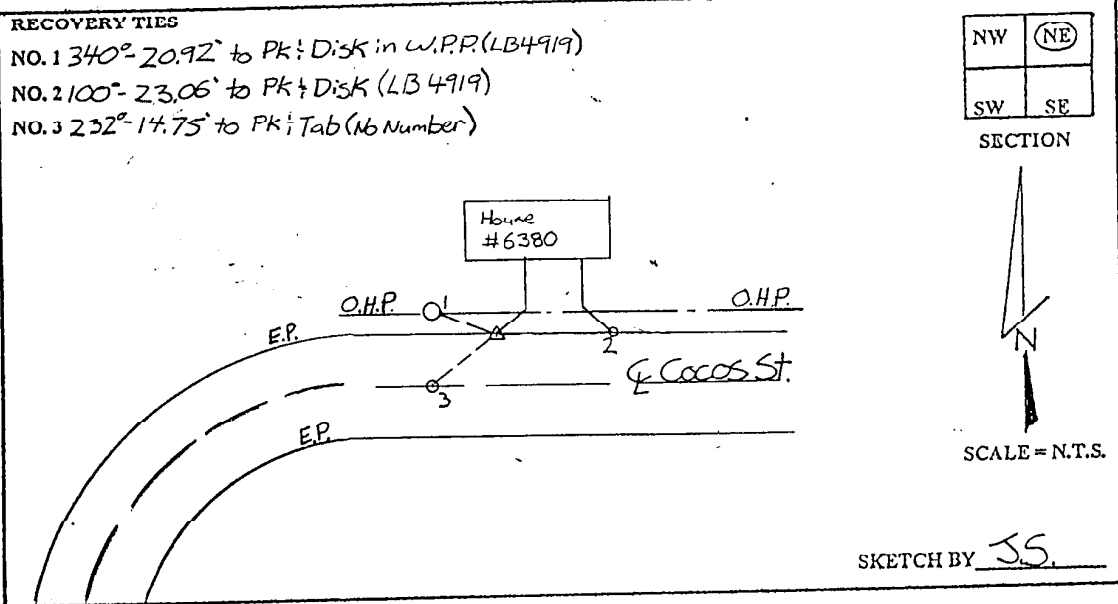 RECOVERY TIES
NO. 1 340°-20.92' to Pk & Disk in W.P.P. (LB4919)
NO. 2 100°-23.06' to Pk & Disk (LB 4919)
NO. 3 232°-14.75' to Pk & Tab (No Number)
NW NE
SW SE
SECTION
House
#6380
O.H.P. 1 O.H.P.
E.P.
2
℄ Cocos St.
3
E.P.
N
SCALE = N.T.S.
SKETCH BY J.S.